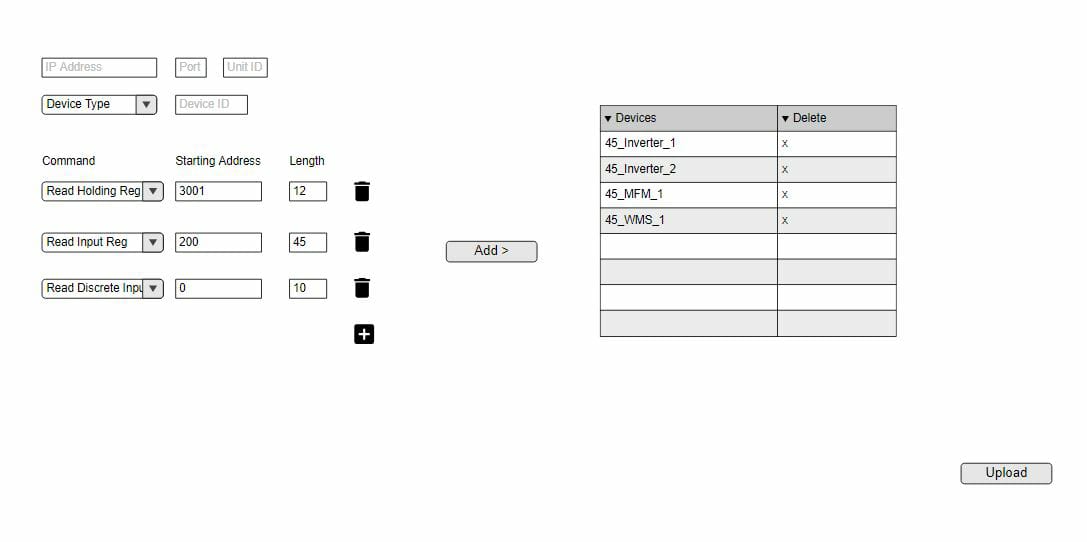 IP Address Port Unit ID
Device Type Device ID
Command Starting Address Length
Read Holding Reg 3001 12
Read Input Reg 200 45
Read Discrete Inpu 0 10
Add >
Devices Delete
45_Inverter_1 x
45_Inverter_2 x
45_MFM_1 x
45_WMS_1 x
Upload